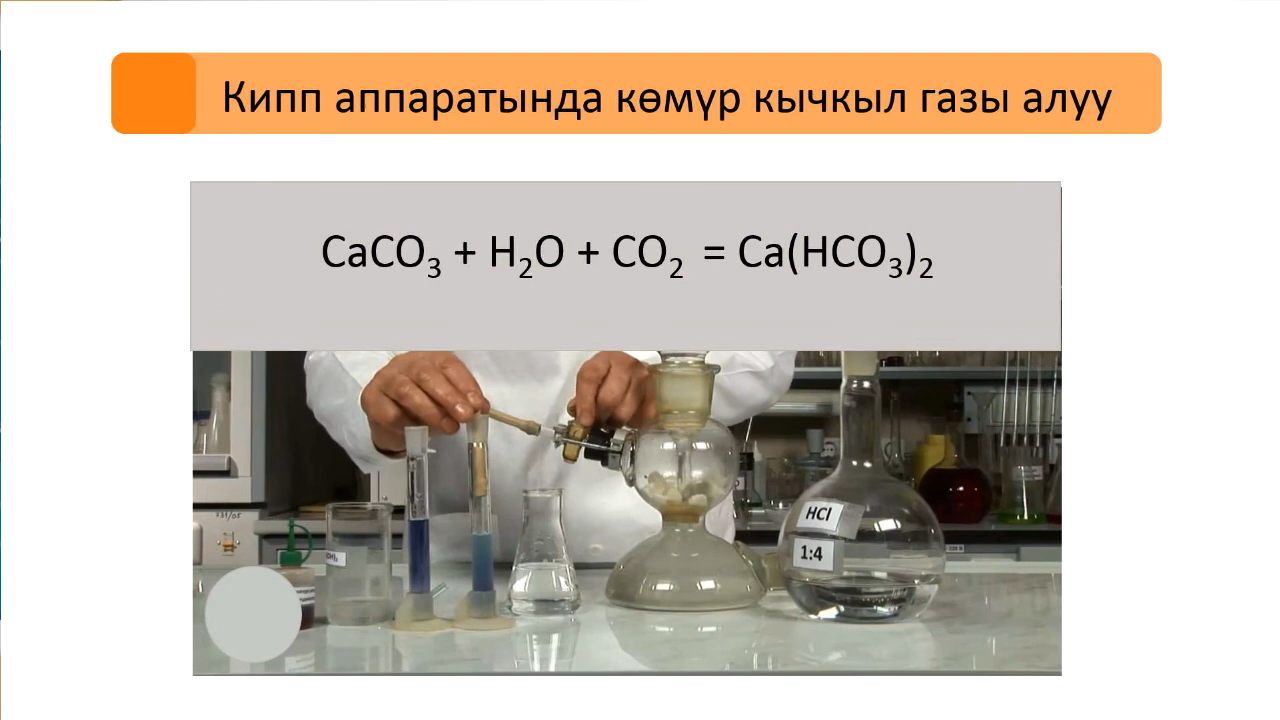 Кипп аппаратында көмүр кычкыл газы алуу
CaCO₃ + H₂O + CO₂ = Ca(HCO₃)₂
HCl
1:4